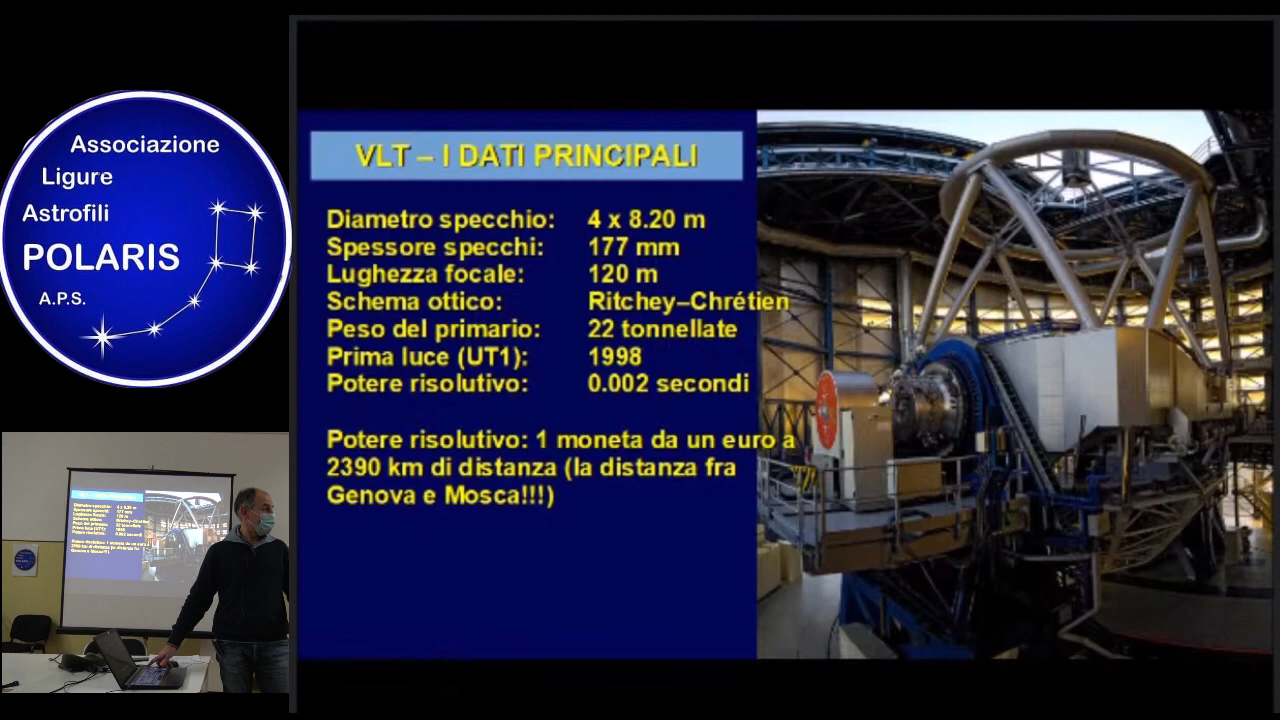 Associazione
Ligure
Astrofili
POLARIS
A.P.S.
VLT – I DATI PRINCIPALI
Diametro specchio: 4 x 8.20 m
Spessore specchi: 177 mm
Lughezza focale: 120 m
Schema ottico: Ritchey–Chrétien
Peso del primario: 22 tonnellate
Prima luce (UT1): 1998
Potere risolutivo: 0.002 secondi
Potere risolutivo: 1 moneta da un euro a
2390 km di distanza (la distanza fra
Genova e Mosca!!!)